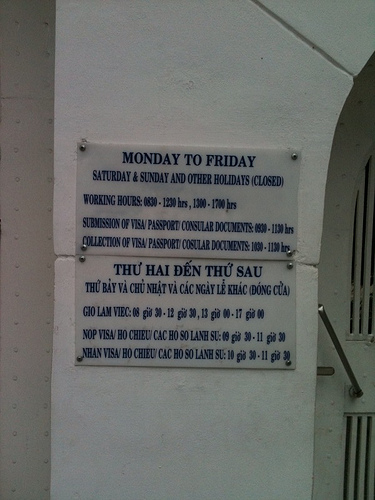 MONDAY TO FRIDAY
SATURDAY & SUNDAY AND OTHER HOLIDAYS (CLOSED)
WORKING HOURS: 0830 - 1230 hrs , 1300 - 1700 hrs
SUBMISSION OF VISA/ PASSPORT/ CONSULAR DOCUMENTS: 0930 - 1130 hrs
COLLECTION OF VISA/ PASSPORT/ COSULAR DOCUMENTS: 1030 - 1130 hrs
THỨ HAI ĐẾN THỨ SAU
THỨ BẢY VÀ CHỦ NHẬT VÀ CÁC NGÀY LỄ KHÁC (ĐÓNG CỬA)
GIO LAM VIEC: 08 giờ 30 - 12 giờ 30 , 13 giờ 00 - 17 giờ 00
NOP VISA/ HO CHIEU/ CAC HO SO LANH SU: 09 giờ 30 - 11 giờ 30
NHAN VISA/ HO CHIEU/ CAC HO SO LANH SU: 10 giờ 30 - 11 giờ 30